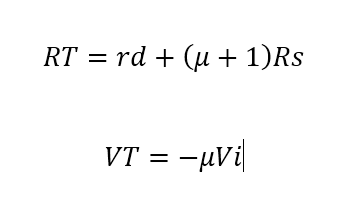 RT = rd + (μ + 1)Rs
VT = −μVi